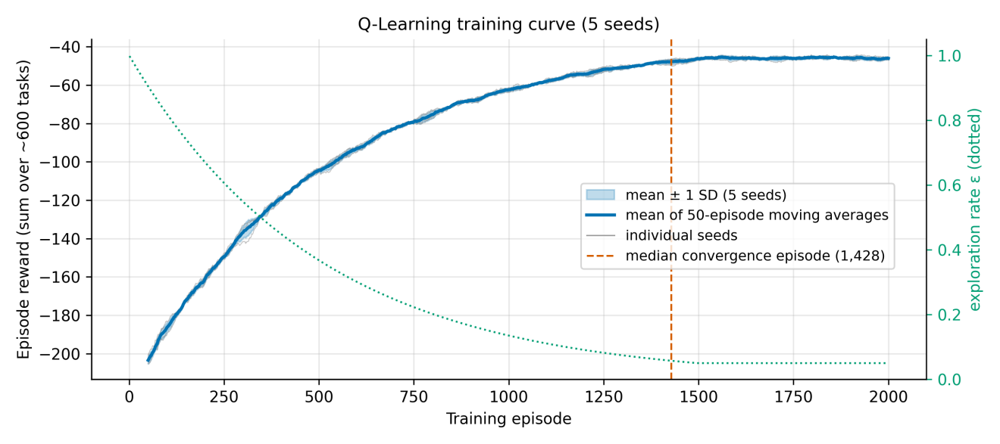 Q-Learning training curve (5 seeds)
Episode reward (sum over ~600 tasks)
−40
−60
−80
−100
−120
−140
−160
−180
−200
mean ± 1 SD (5 seeds)
mean of 50-episode moving averages
individual seeds
median convergence episode (1,428)
1.0
0.8
0.6
0.4
0.2
0.0
exploration rate ε (dotted)
0 250 500 750 1000 1250 1500 1750 2000
Training episode